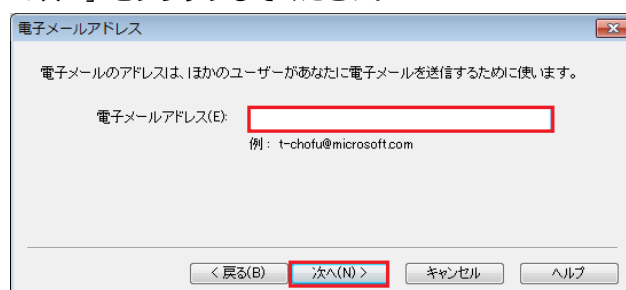 電子メールアドレス
電子メールのアドレスは、ほかのユーザーがあなたに電子メールを送信するために使います。
電子メールアドレス(E):
例： t-chofu@microsoft.com
< 戻る(B) 次へ(N) > キャンセル ヘルプ